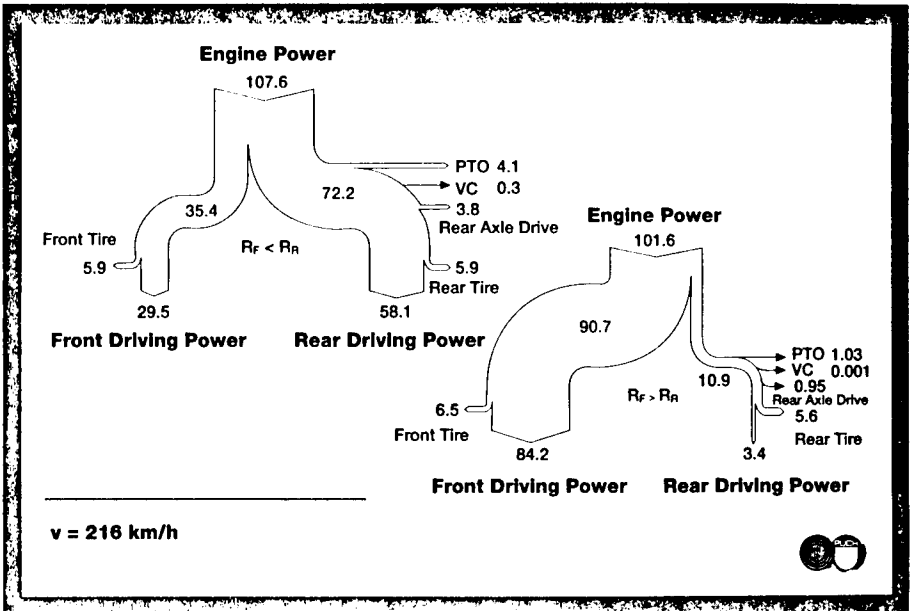 Engine Power
107.6
PTO 4.1
VC 0.3
72.2
35.4
3.8
Rear Axle Drive
Front Tire
RF < RR
5.9
5.9
Rear Tire
29.5
58.1
Front Driving Power
Rear Driving Power
Engine Power
101.6
90.7
PTO 1.03
VC 0.001
10.9
0.95
RF > RR
Rear Axle Drive
6.5
5.6
Front Tire
Rear Tire
84.2
3.4
Front Driving Power
Rear Driving Power
v = 216 km/h
PUCH